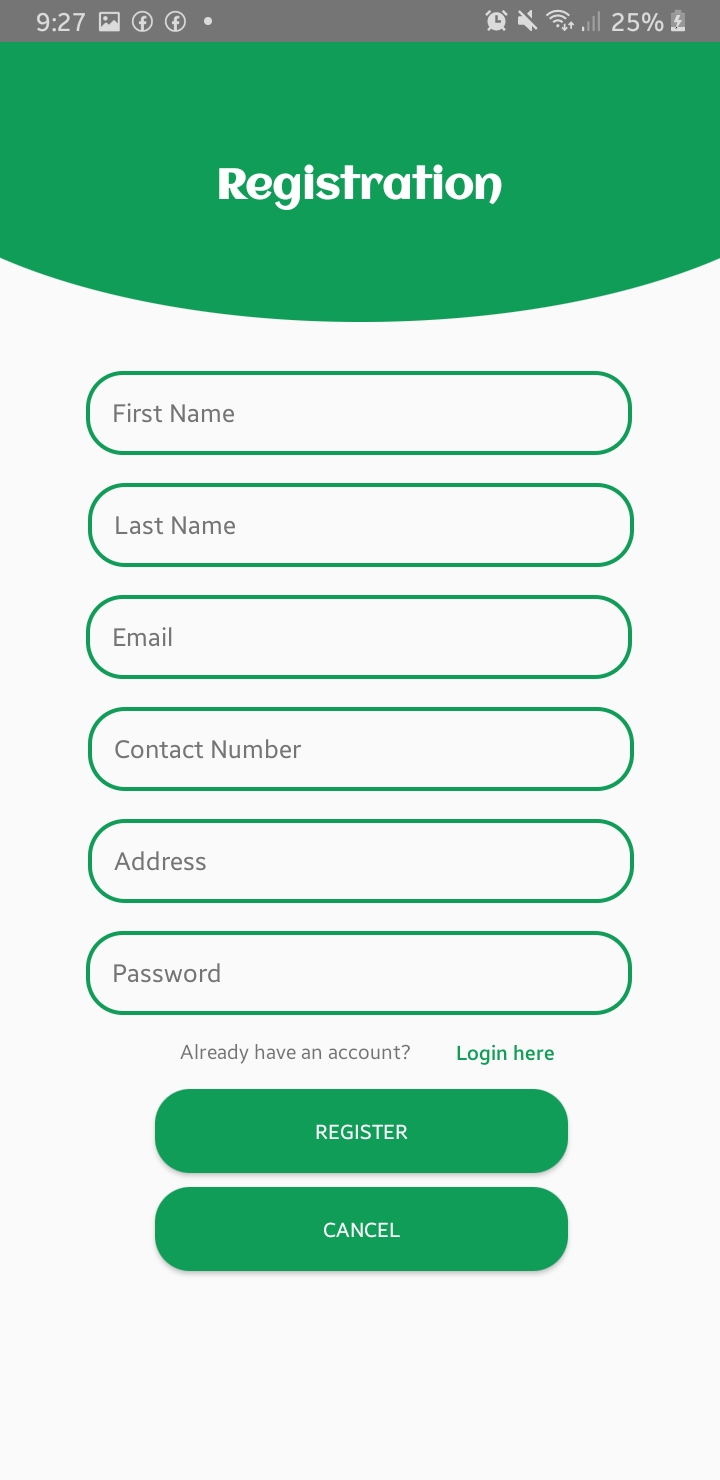 9:27 25%
Registration
First Name
Last Name
Email
Contact Number
Address
Password
Already have an account? Login here
REGISTER
CANCEL